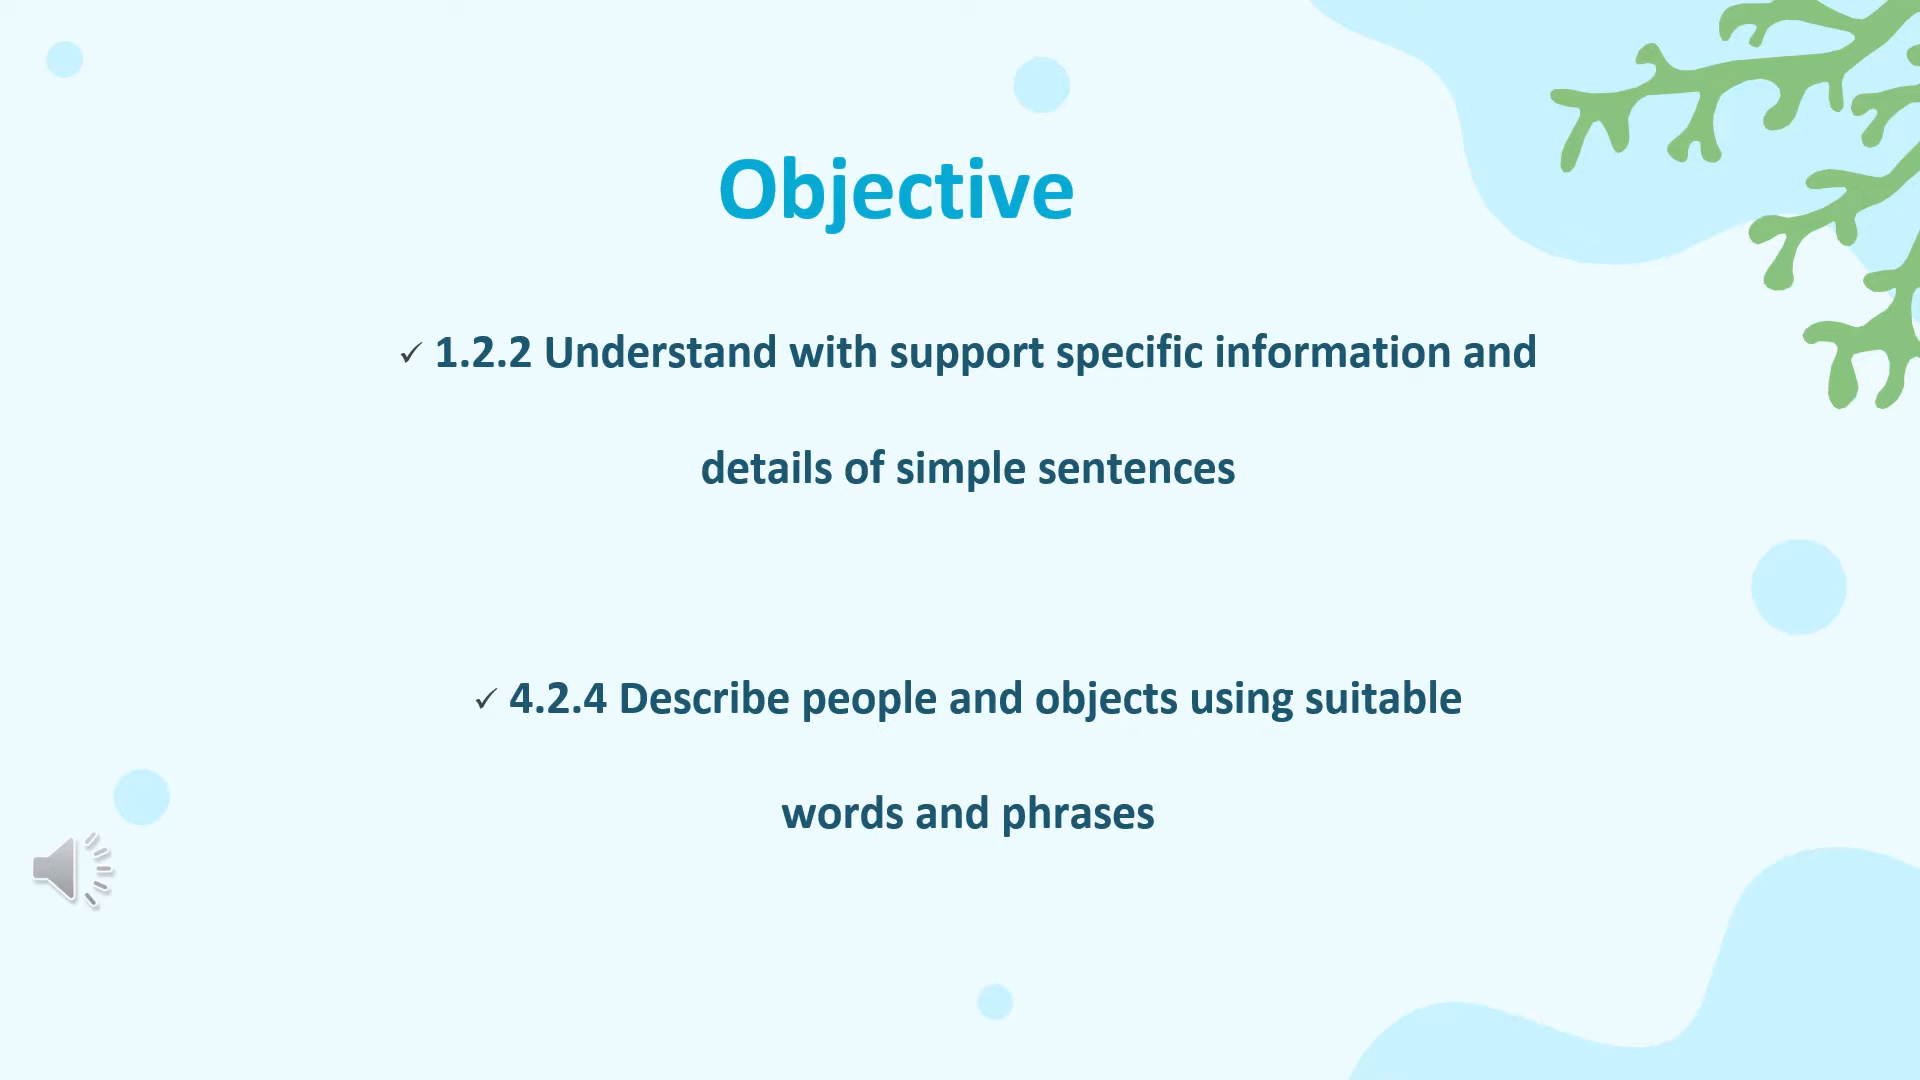 Objective
✓ 1.2.2 Understand with support specific information and
details of simple sentences
✓ 4.2.4 Describe people and objects using suitable
words and phrases